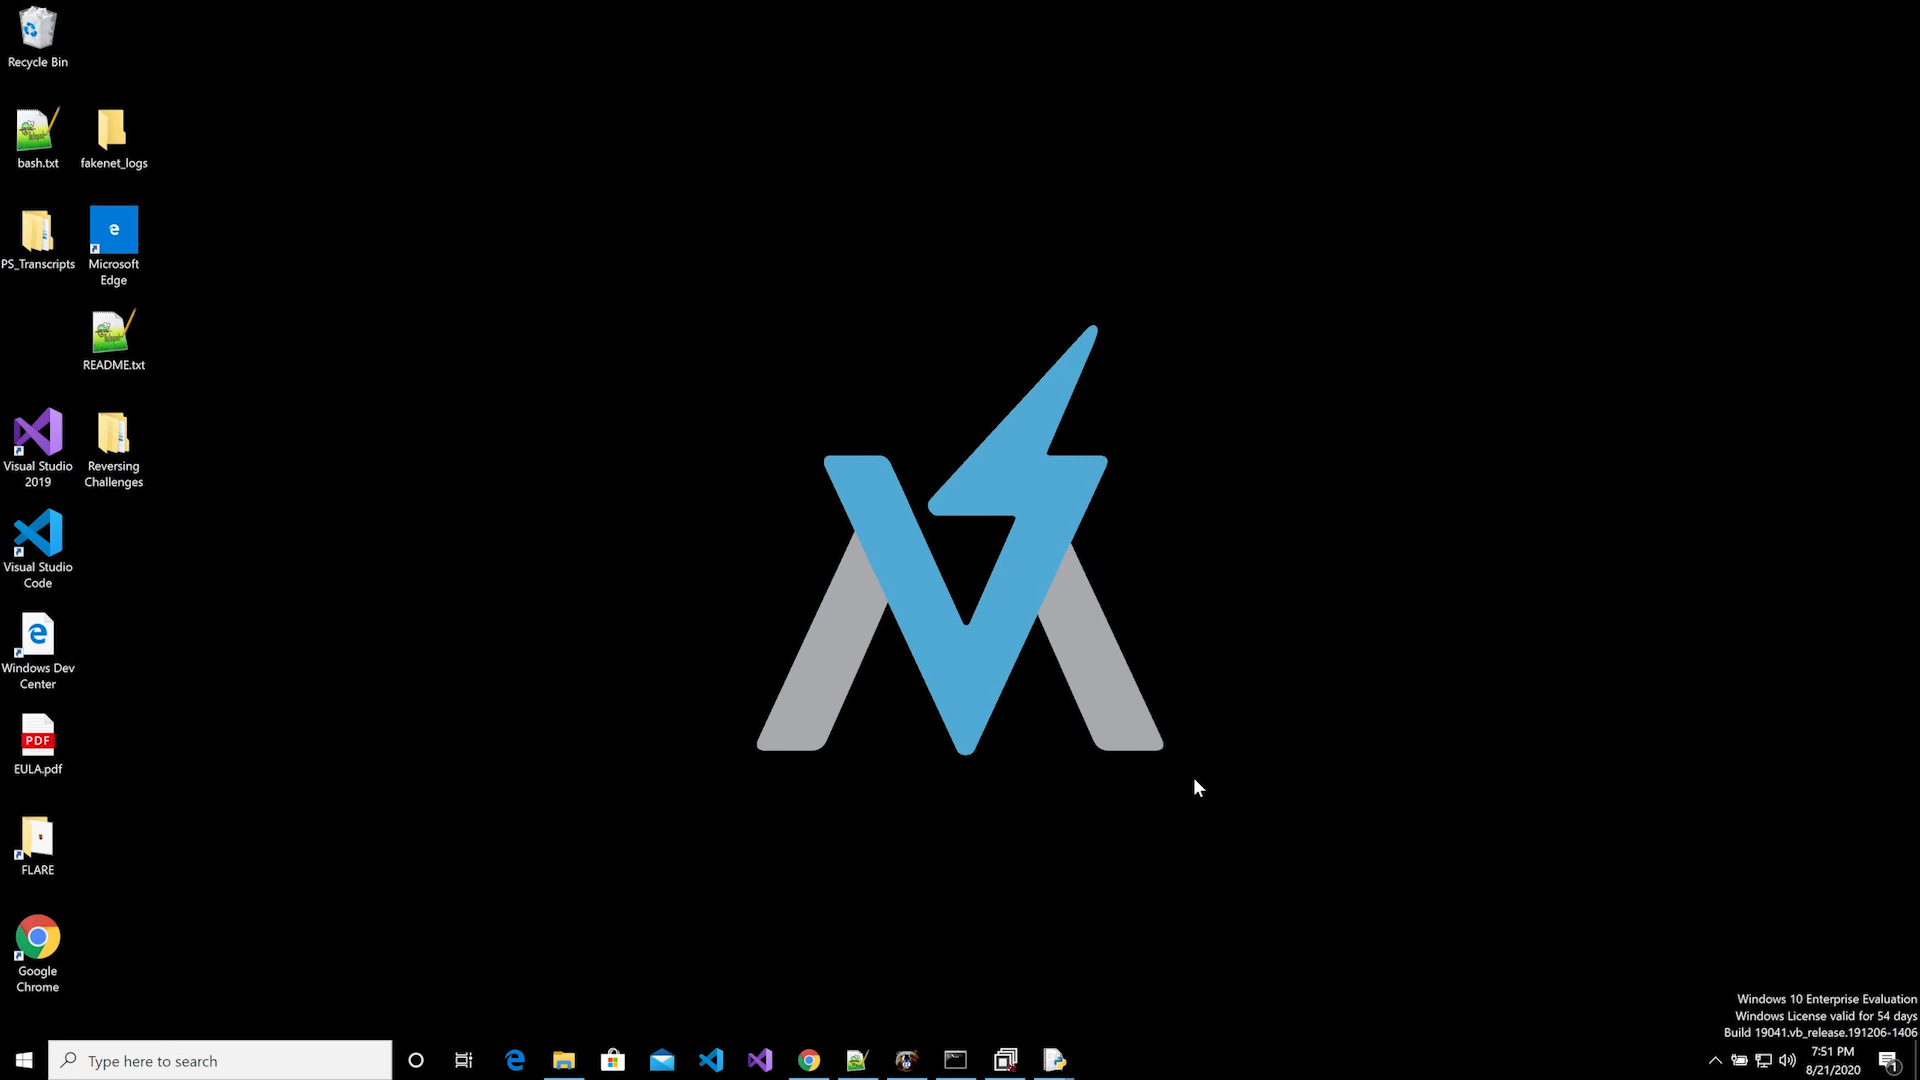 Recycle Bin
bash.txt
fakenet_logs
PS_Transcripts
Microsoft
Edge
README.txt
Visual Studio
2019
Reversing
Challenges
Visual Studio
Code
Windows Dev
Center
PDF
EULA.pdf
FLARE
Google
Chrome
Windows 10 Enterprise Evaluation
Windows License valid for 54 days
Build 19041.vb_release.191206-1406
Type here to search
7:51 PM
8/21/2020
1